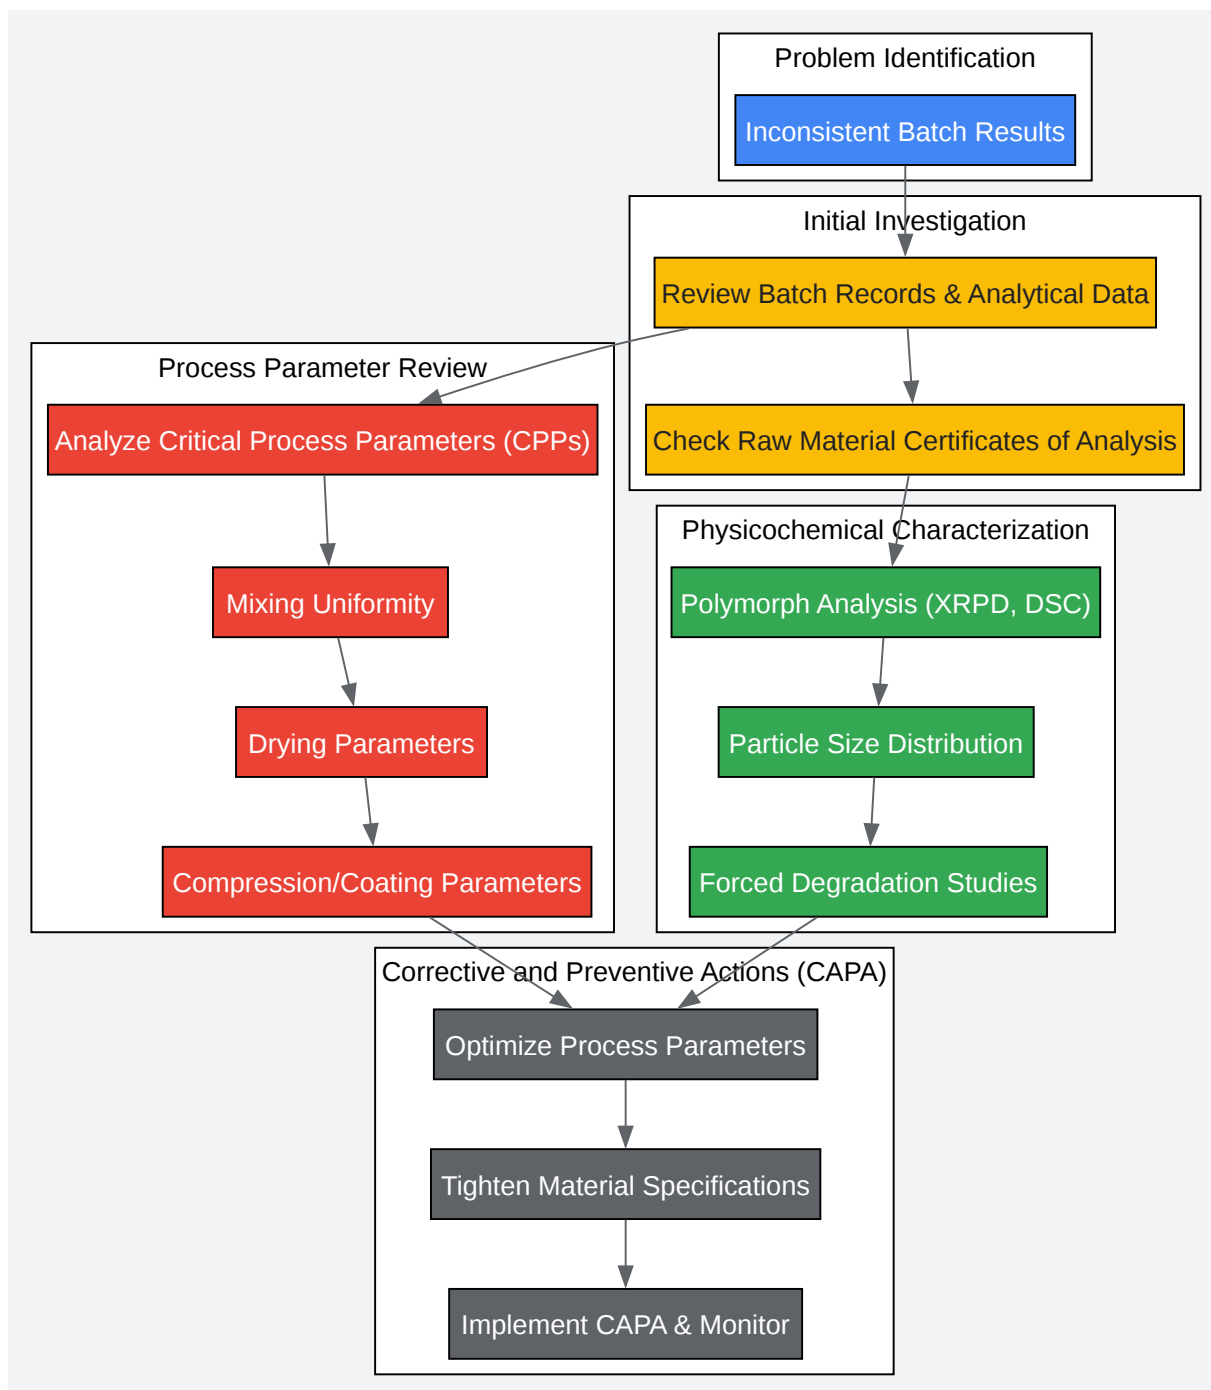 Problem Identification
Inconsistent Batch Results
Initial Investigation
Review Batch Records & Analytical Data
Check Raw Material Certificates of Analysis
Process Parameter Review
Analyze Critical Process Parameters (CPPs)
Mixing Uniformity
Drying Parameters
Compression/Coating Parameters
Physicochemical Characterization
Polymorph Analysis (XRPD, DSC)
Particle Size Distribution
Forced Degradation Studies
Corrective and Preventive Actions (CAPA)
Optimize Process Parameters
Tighten Material Specifications
Implement CAPA & Monitor